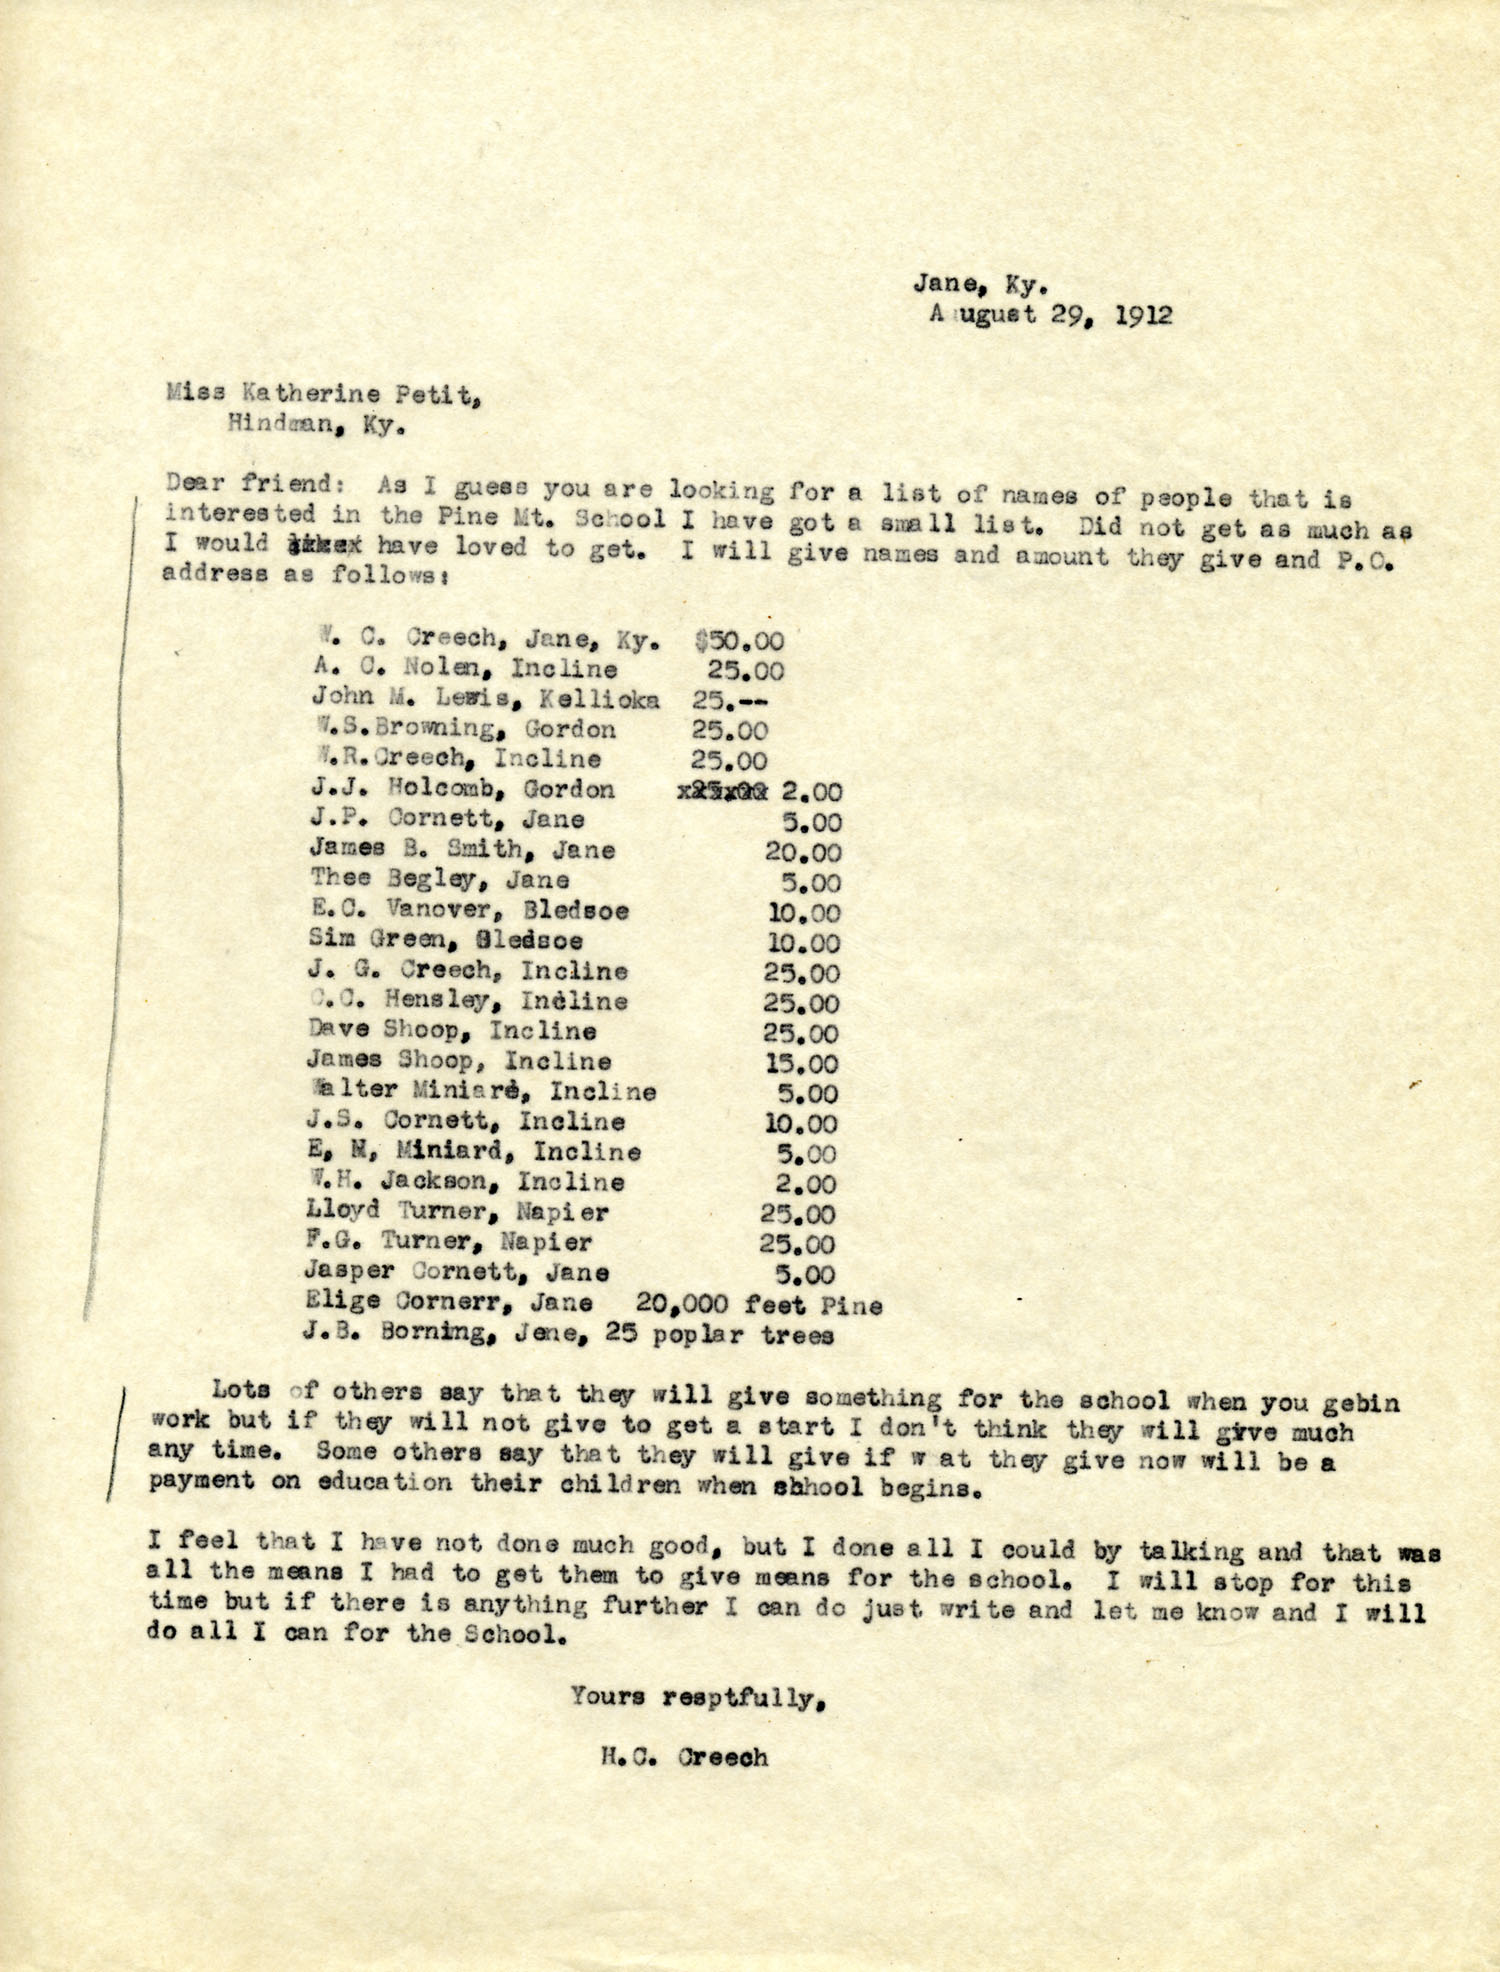 Jane, Ky.
August 29, 1912
Miss Katherine Petit,
Hindman, Ky.
Dear friend: As I guess you are looking for a list of names of people that is
interested in the Pine Mt. School I have got a small list. Did not get as much as
I would have loved to get. I will give names and amount they give and P.O.
address as follows:
W. C. Creech, Jane, Ky. $50.00
A. C. Nolen, Incline 25.00
John M. Lewis, Kellioka 25.--
W.S.Browning, Gordon 25.00
W.R.Creech, Incline 25.00
J.J. Holcomb, Gordon x25x00 2.00
J.P. Cornett, Jane 5.00
James B. Smith, Jane 20.00
Thee Begley, Jane 5.00
E.C. Vanover, Bledsoe 10.00
Sim Green, Bledsoe 10.00
J. G. Creech, Incline 25.00
C.C. Hensley, Incline 25.00
Dave Shoop, Incline 25.00
James Shoop, Incline 15.00
Walter Miniard, Incline 5.00
J.S. Cornett, Incline 10.00
E, M, Miniard, Incline 5.00
W.H. Jackson, Incline 2.00
Lloyd Turner, Napier 25.00
F.G. Turner, Napier 25.00
Jasper Cornett, Jane 5.00
Elige Cornerr, Jane 20,000 feet Pine
J.B. Borning, Jene, 25 poplar trees
Lots of others say that they will give something for the school when you gebin
work but if they will not give to get a start I don't think they will give much
any time. Some others say that they will give if w at they give now will be a
payment on education their children when shhool begins.
I feel that I have not done much good, but I done all I could by talking and that was
all the means I had to get them to give means for the school. I will stop for this
time but if there is anything further I can do just write and let me know and I will
do all I can for the School.
Yours resptfully,
H.C. Creech